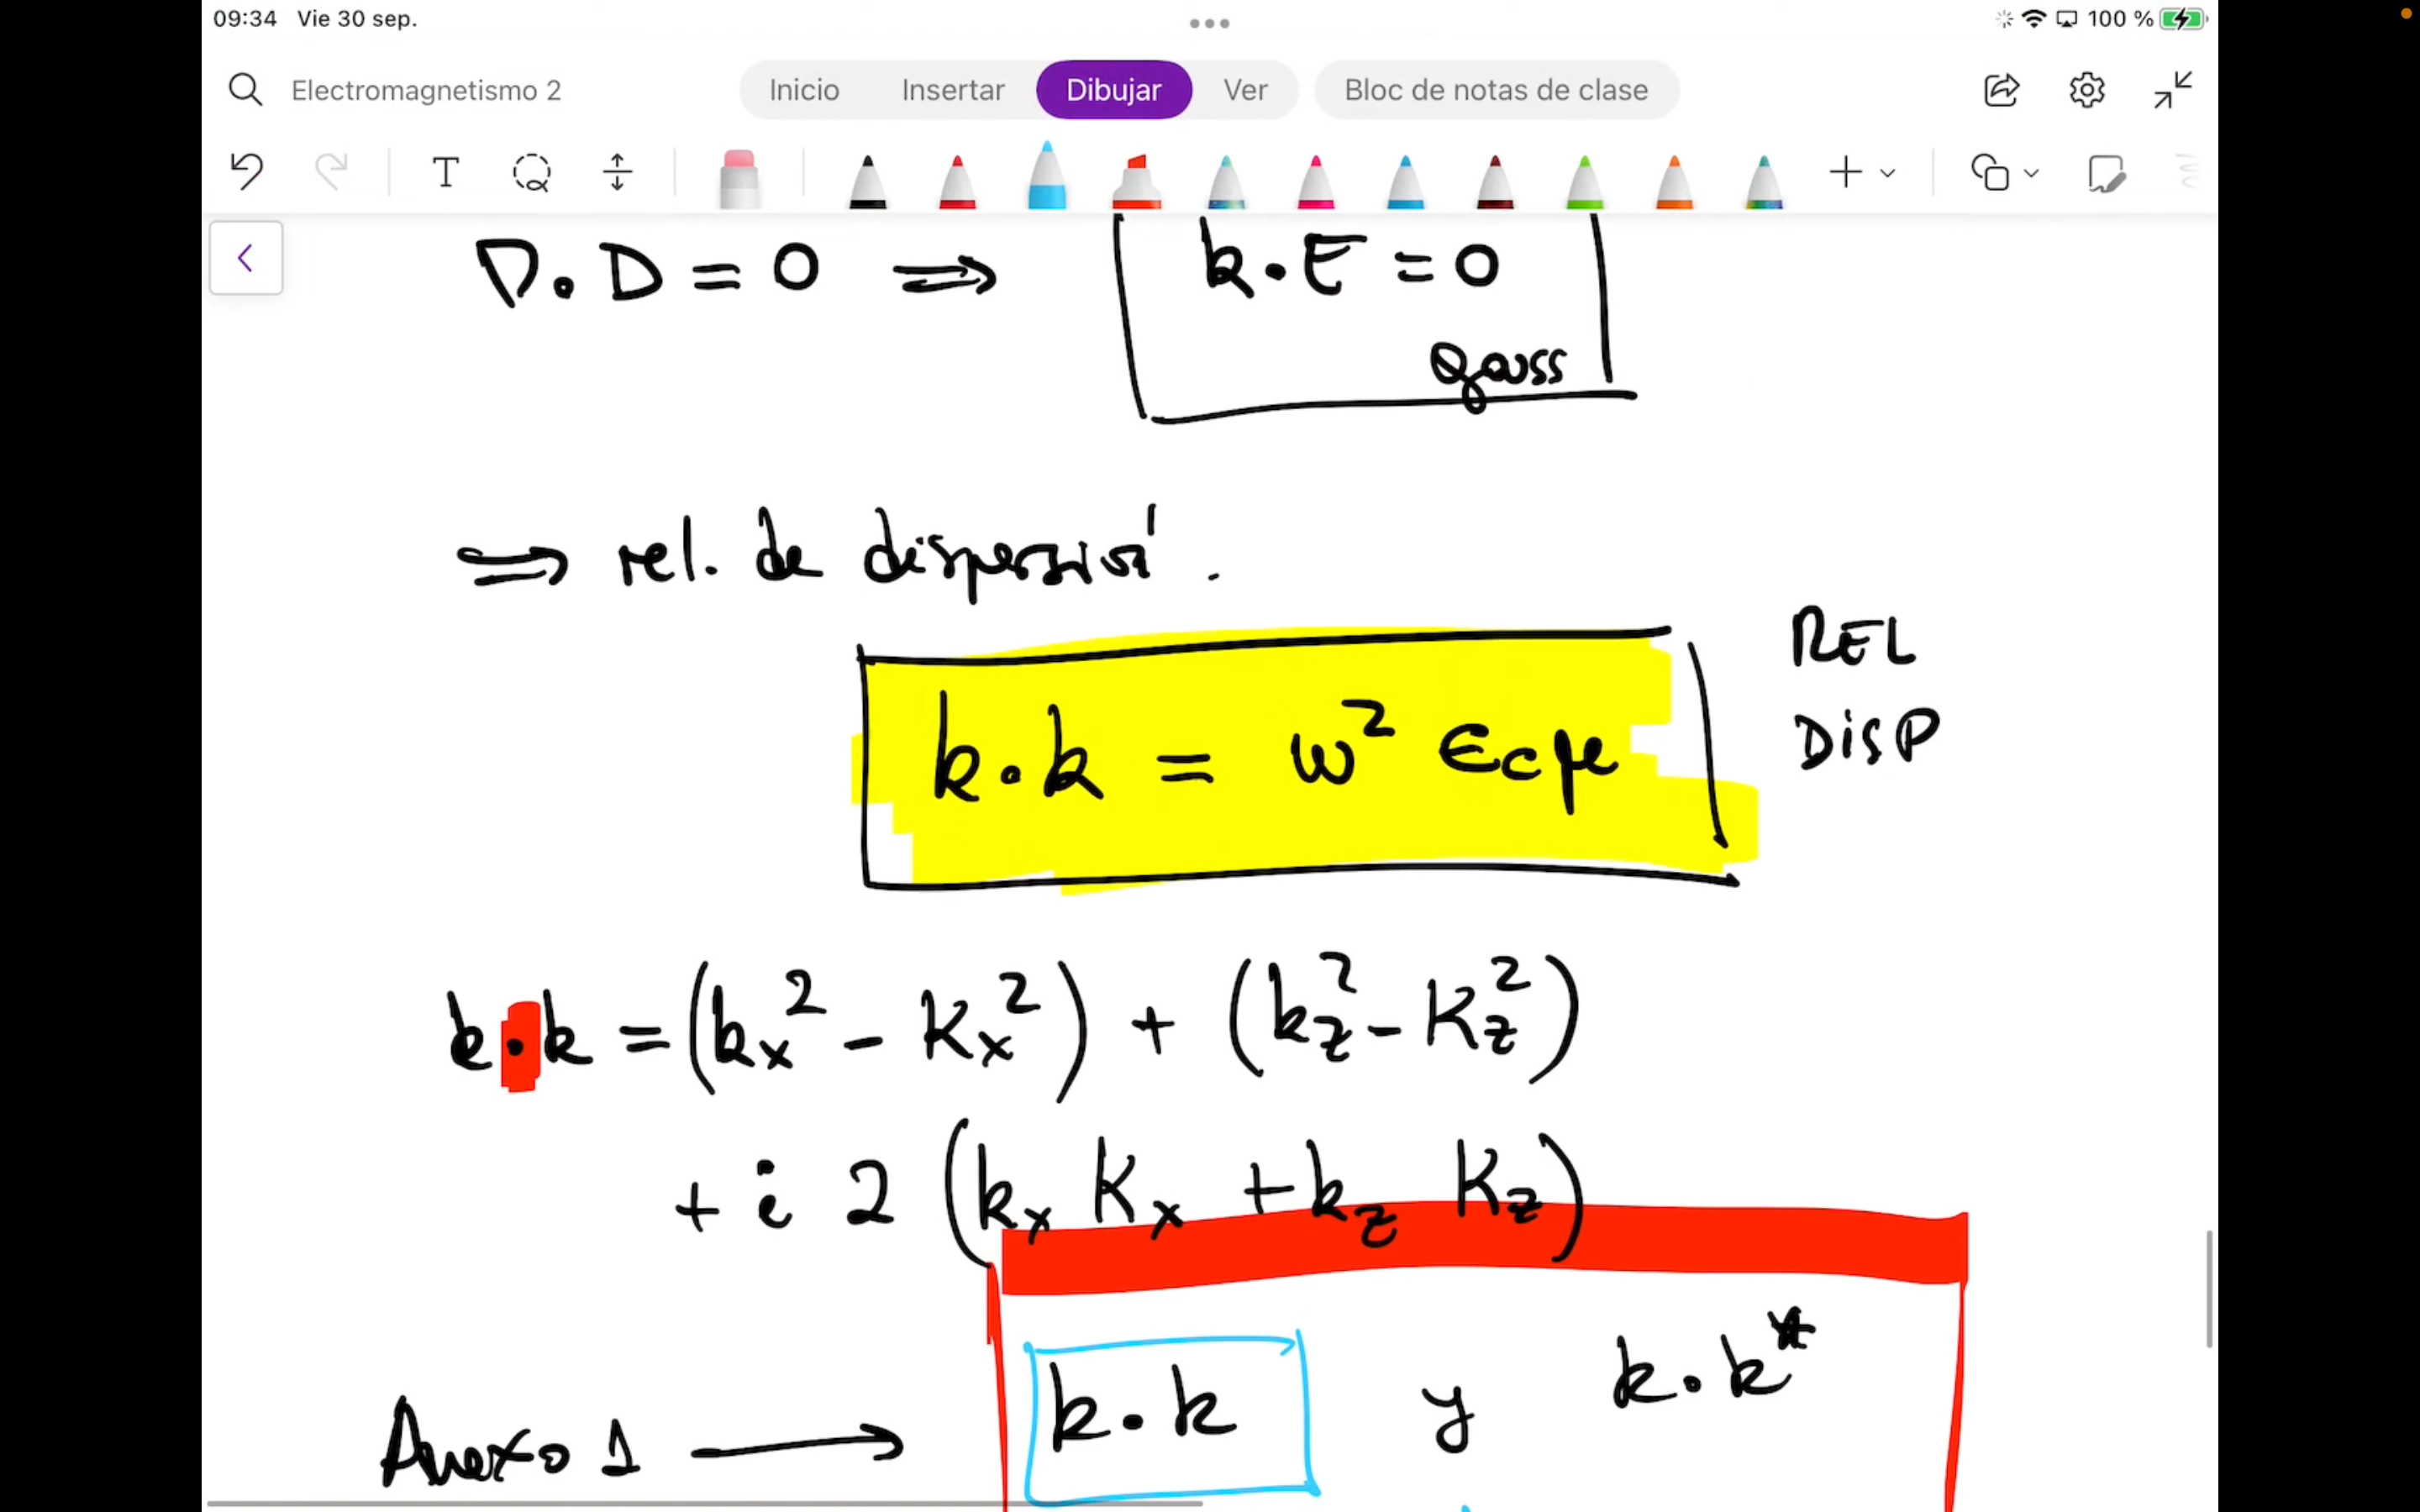 09:34 Vie 30 sep.
100 %
Electromagnetismo 2
Inicio Insertar Dibujar Ver Bloc de notas de clase
T
∇·D = 0 ⟹ k·E = 0
Gauss
⟹ rel. de dispersió.
k·k = ω² εcμ
REL
DISP
k·k = (kx² − Kx²) + (kz² − Kz²)
+ i 2 (kx Kx + kz Kz)
Anexo 1 ⟶ k·k y k·k*